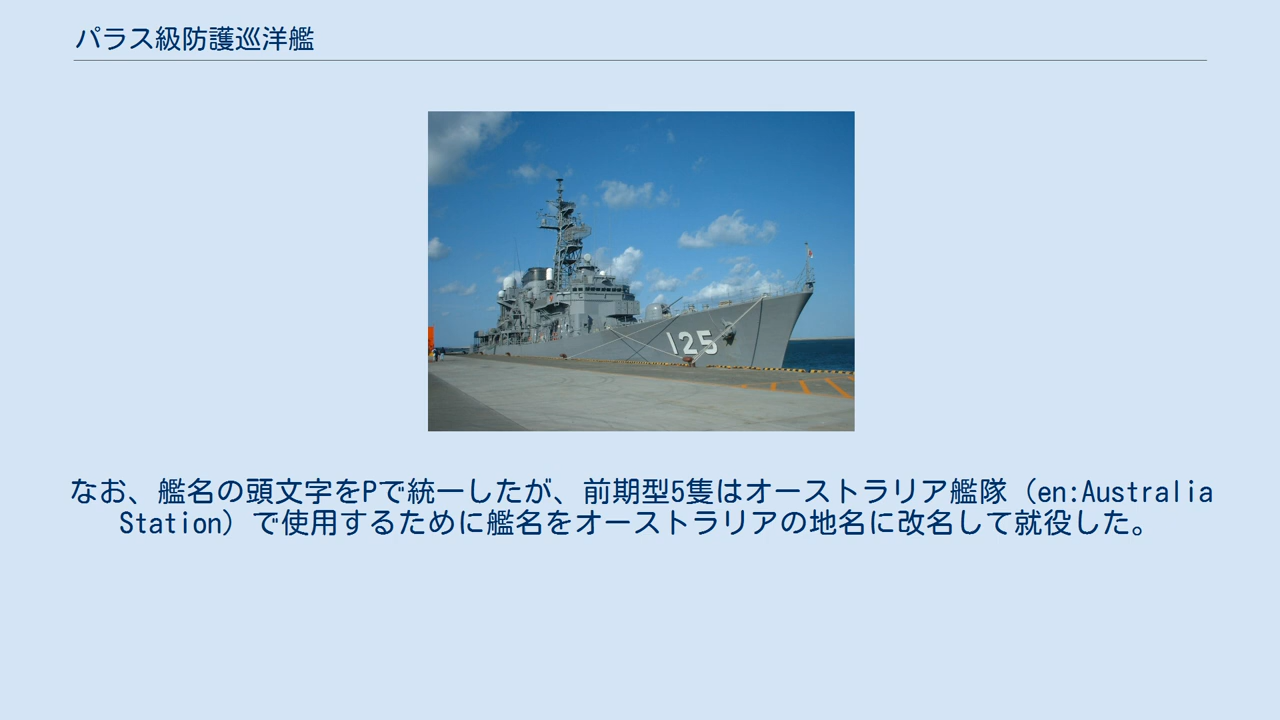 パラス級防護巡洋艦
125
なお、艦名の頭文字をPで統一したが、前期型5隻はオーストラリア艦隊（en:Australia
Station）で使用するために艦名をオーストラリアの地名に改名して就役した。